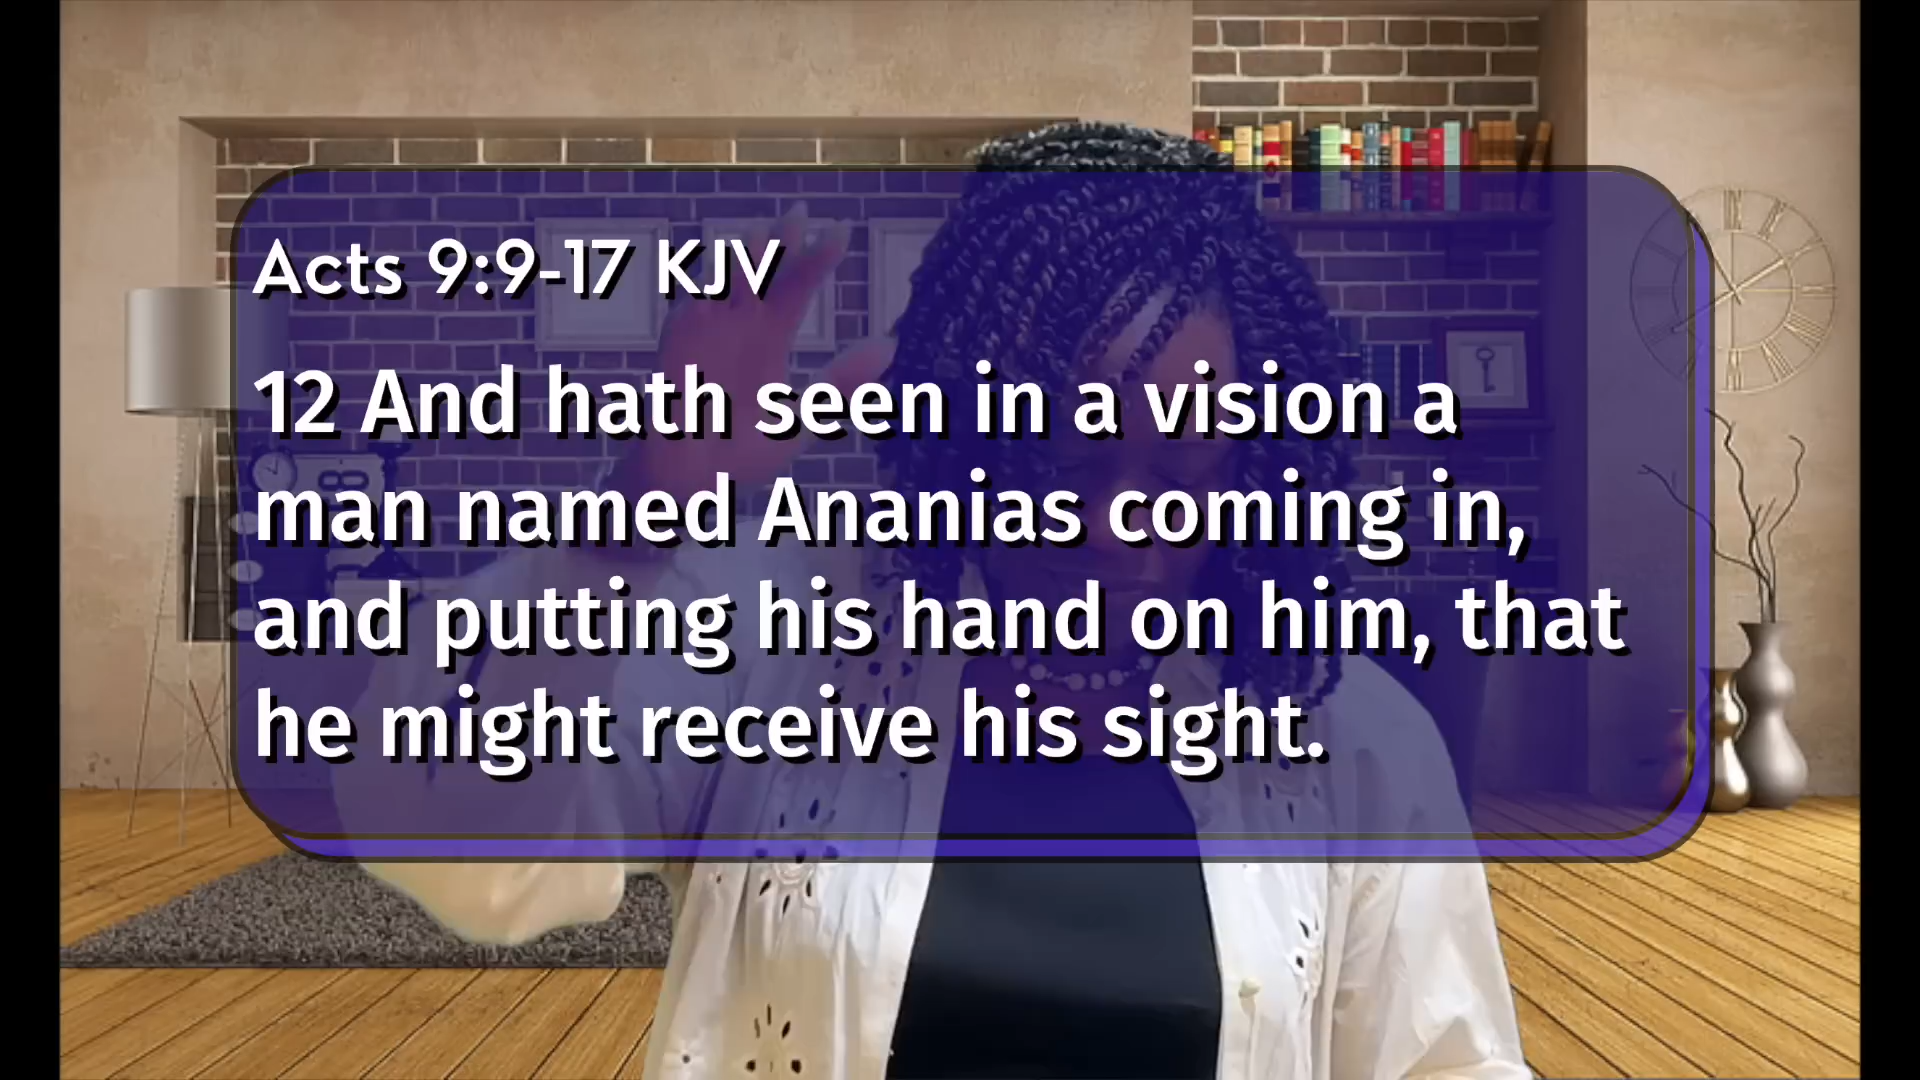 Acts 9:9-17 KJV
12 And hath seen in a vision a
man named Ananias coming in,
and putting his hand on him, that
he might receive his sight.